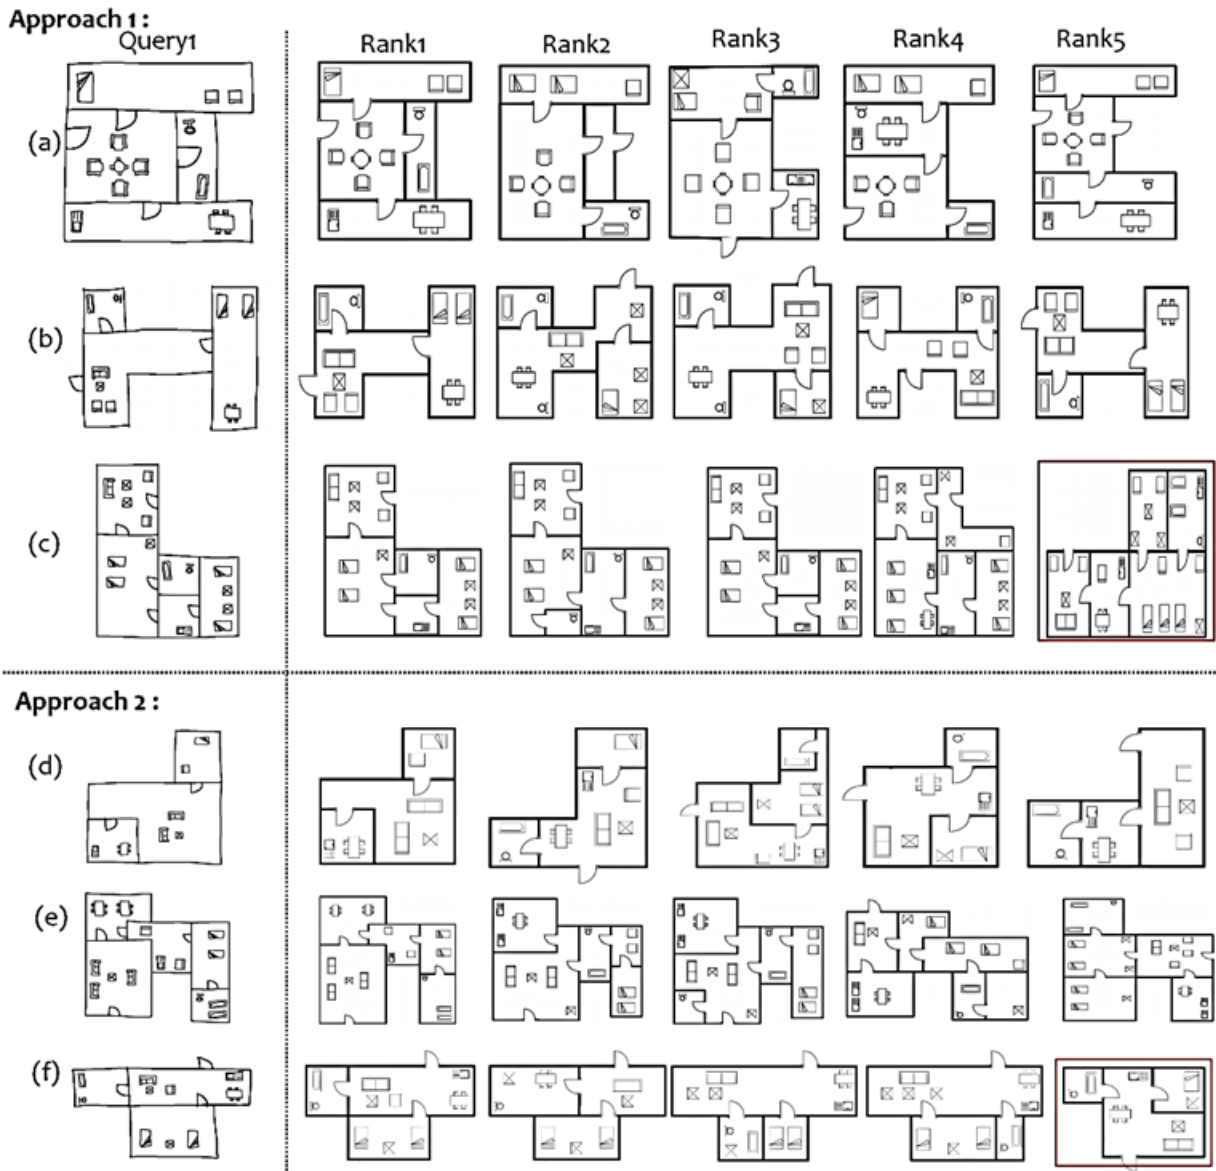 Approach 1 :
Query1 Rank1 Rank2 Rank3 Rank4 Rank5
(a)
(b)
(c)
Approach 2 :
(d)
(e)
(f)